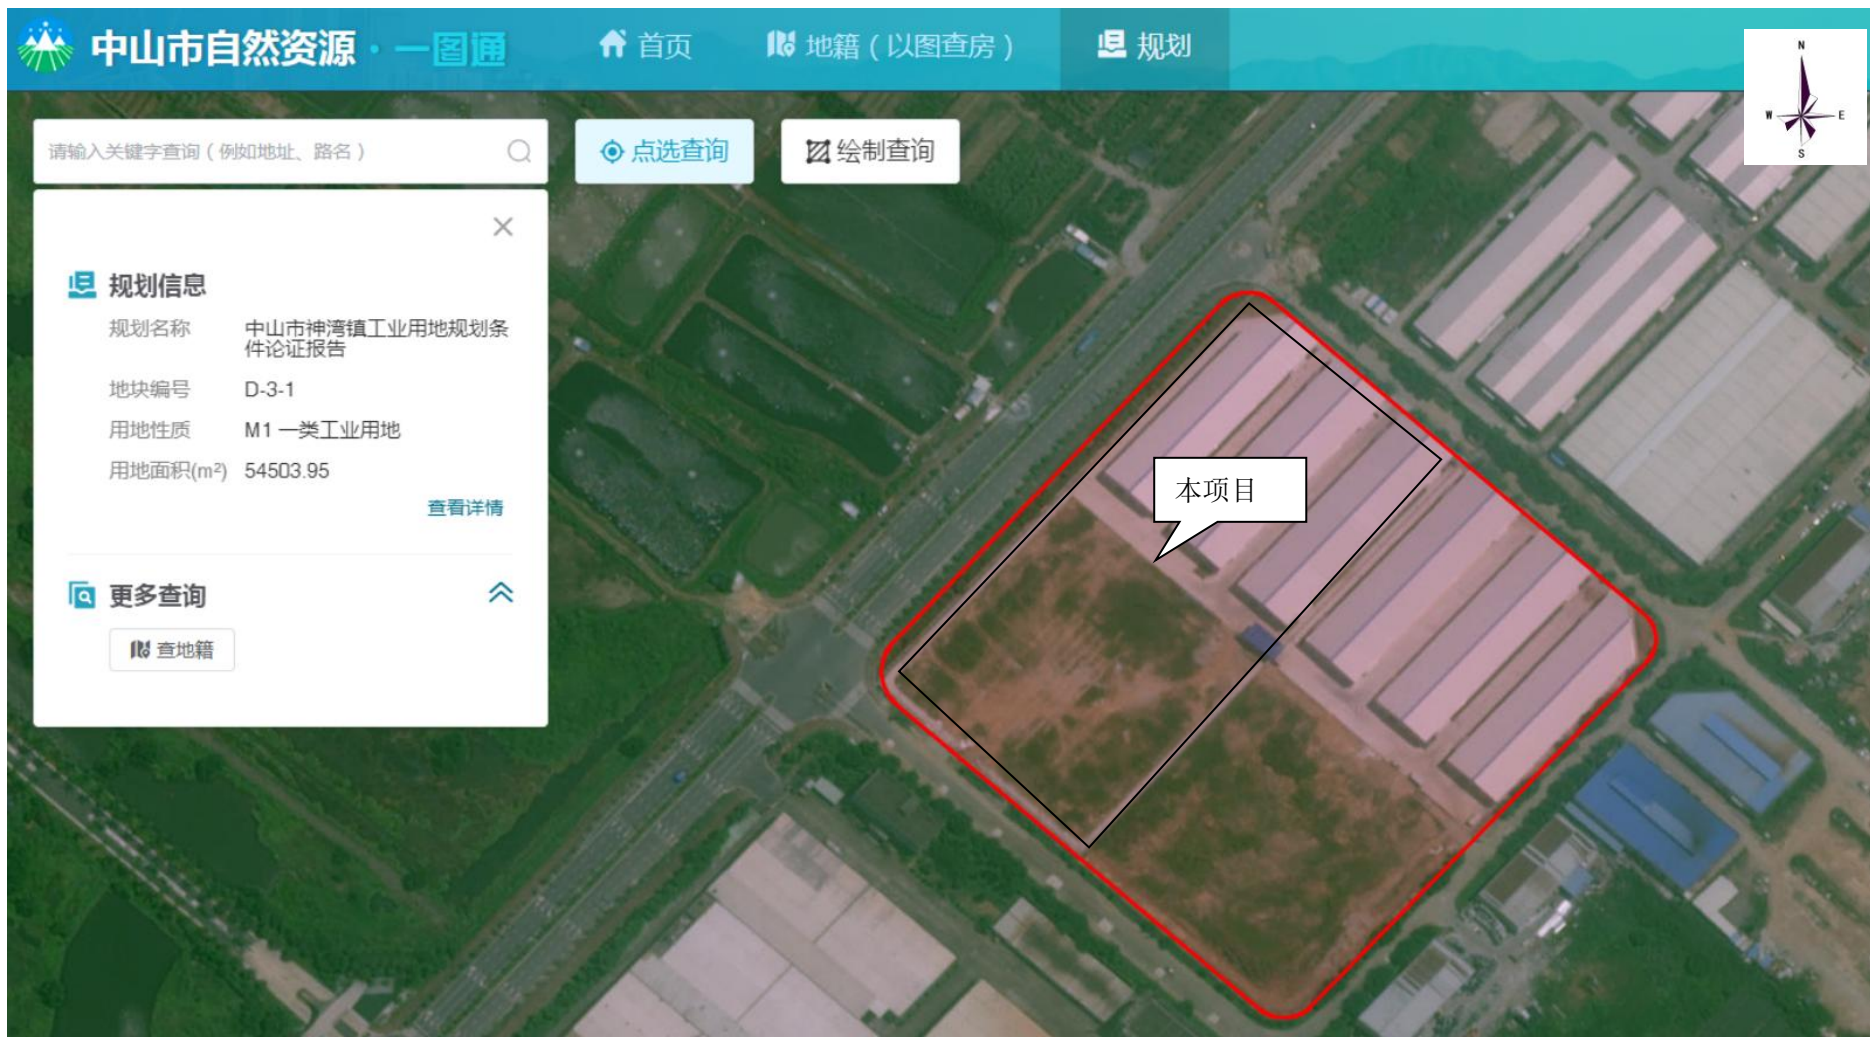 中山市自然资源·一图通
首页
地籍（以图查房）
规划
N
W
E
S
请输入关键字查询（例如地址、路名）
点选查询
绘制查询
规划信息
规划名称
中山市神湾镇工业用地规划条
件论证报告
地块编号
D-3-1
用地性质
M1 一类工业用地
用地面积(m²)
54503.95
查看详情
更多查询
查地籍
本项目